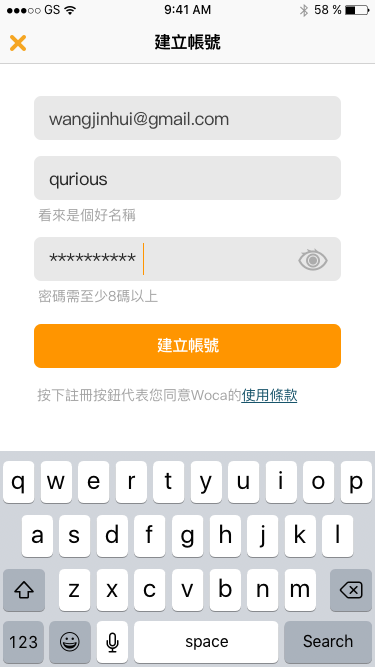 GS 9:41 AM 58 %
建立帳號
wangjinhui@gmail.com
qurious
看來是個好名稱
**********
密碼需至少8碼以上
建立帳號
按下註冊按鈕代表您同意Woca的使用條款
q w e r t y u i o p
a s d f g h j k l
z x c v b n m
123 space Search